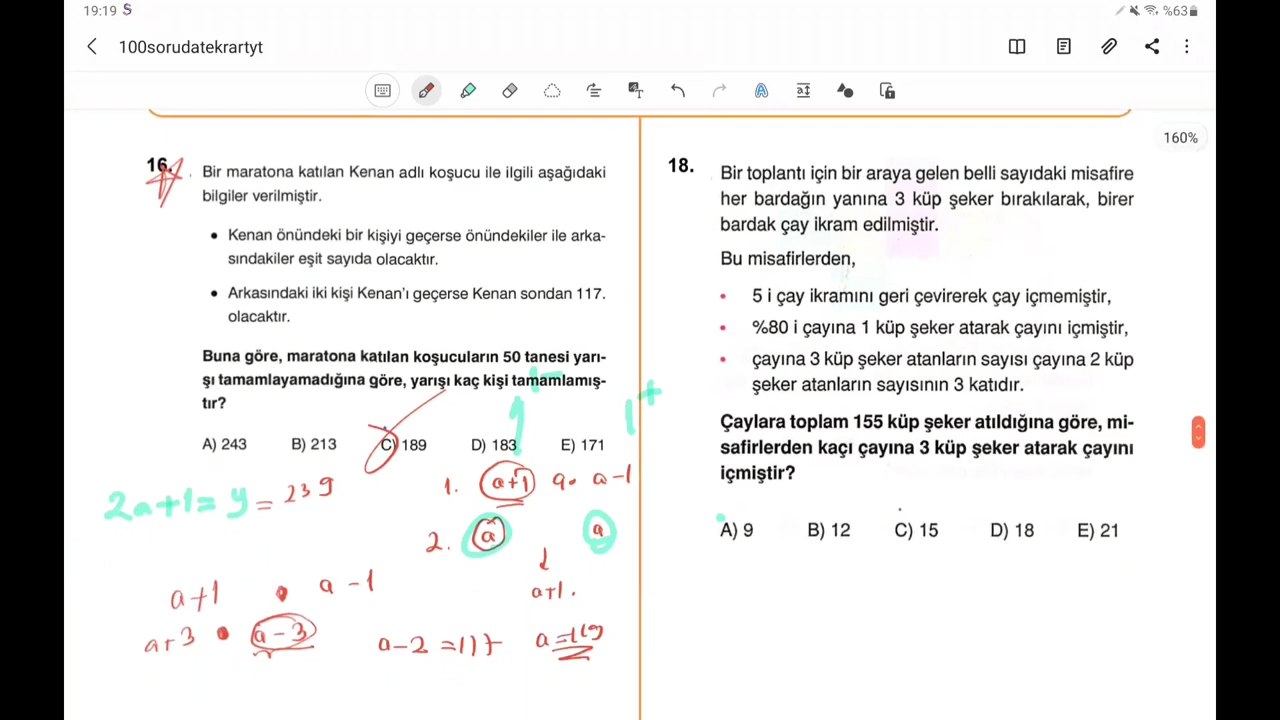 19:19 S
%63
100sorudatekrartyt
160%
16.
Bir maratona katılan Kenan adlı koşucu ile ilgili aşağıdaki
bilgiler verilmiştir.
• Kenan önündeki bir kişiyi geçerse önündekiler ile arka-
sındakiler eşit sayıda olacaktır.
• Arkasındaki iki kişi Kenan'ı geçerse Kenan sondan 117.
olacaktır.
Buna göre, maratona katılan koşucuların 50 tanesi yarı-
şı tamamlayamadığına göre, yarışı kaç kişi tamamlamış-
tır?
A) 243 B) 213 C) 189 D) 183 E) 171
1- 1+
1. a+1 a-1
2a+1=y=239
2. a a
a+1.
a+1 • a-1
a+3 • a-3
a-2=117 a=119
18.
Bir toplantı için bir araya gelen belli sayıdaki misafire
her bardağın yanına 3 küp şeker bırakılarak, birer
bardak çay ikram edilmiştir.
Bu misafirlerden,
• 5 i çay ikramını geri çevirerek çay içmemiştir,
• %80 i çayına 1 küp şeker atarak çayını içmiştir,
• çayına 3 küp şeker atanların sayısı çayına 2 küp
şeker atanların sayısının 3 katıdır.
Çaylara toplam 155 küp şeker atıldığına göre, mi-
safirlerden kaçı çayına 3 küp şeker atarak çayını
içmiştir?
A) 9 B) 12 C) 15 D) 18 E) 21